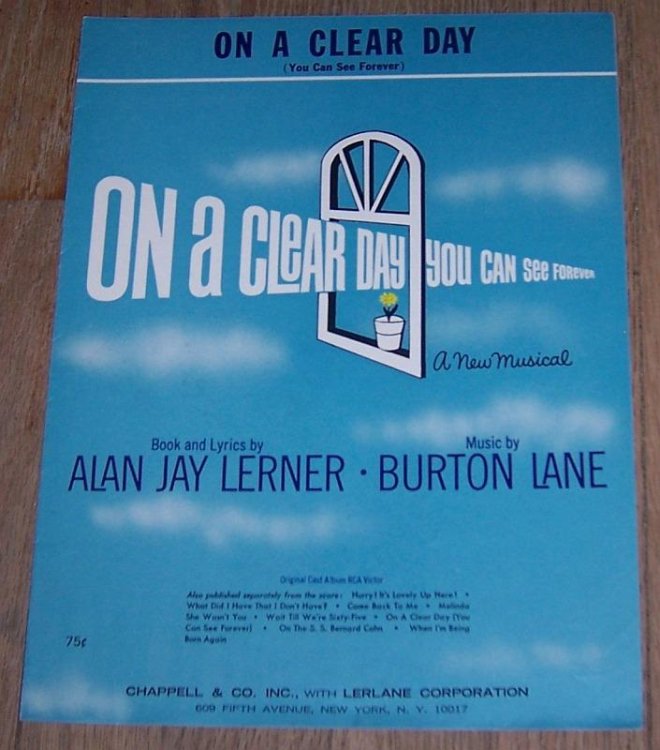 ON A CLEAR DAY
(You Can See Forever)
ON a CLeAR DAY YOU CAN See FOREVeR
A New Musical
Book and Lyrics by
ALAN JAY LERNER •
Music by
BURTON LANE
Original Cast Album RCA Victor
Also published separately from the score: Hurry! It's Lovely Up Here! •
What Did I Have That I Don't Have? • Come Back To Me • Melinda
She Wasn't You • Wait Till We're Sixty-Five • On A Clear Day (You
Can See Forever) • On The S. S. Bernard Cohn • When I'm Being
Born Again
75¢
CHAPPELL & CO. INC., WITH LERLANE CORPORATION
609 FIFTH AVENUE, NEW YORK, N. Y. 10017